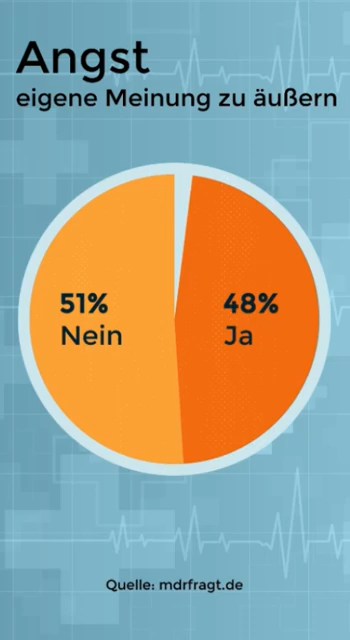 Angst
eigene Meinung zu äußern
51%
Nein
48%
Ja
Quelle: mdrfragt.de